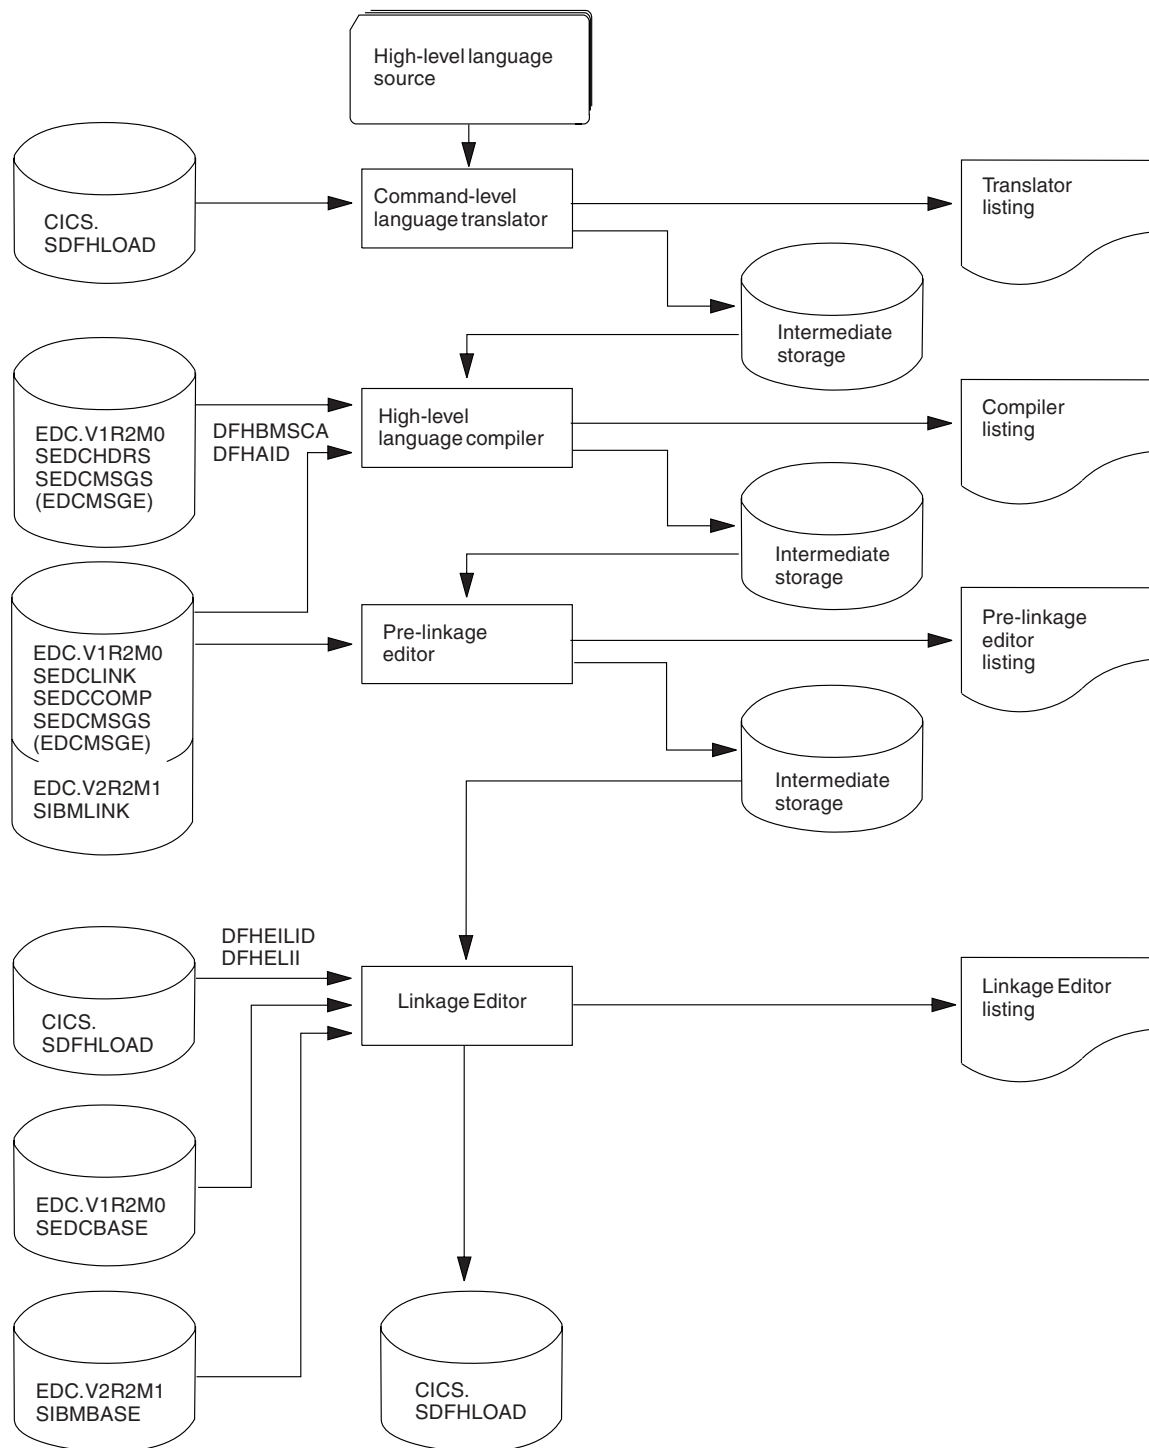 High-level language
source
Command-level
language translator
Translator
listing
CICS.
SDFHLOAD
Intermediate
storage
EDC.V1R2M0
SEDCHDRS
SEDCMSGS
(EDCMSGE)
DFHBMSCA
DFHAID
High-level
language compiler
Compiler
listing
Intermediate
storage
EDC.V1R2M0
SEDCLINK
SEDCCOMP
SEDCMSGS
(EDCMSGE)
EDC.V2R2M1
SIBMLINK
Pre-linkage
editor
Pre-linkage
editor
listing
Intermediate
storage
DFHEILID
DFHELII
CICS.
SDFHLOAD
Linkage Editor
Linkage Editor
listing
EDC.V1R2M0
SEDCBASE
EDC.V2R2M1
SIBMBASE
CICS.
SDFHLOAD